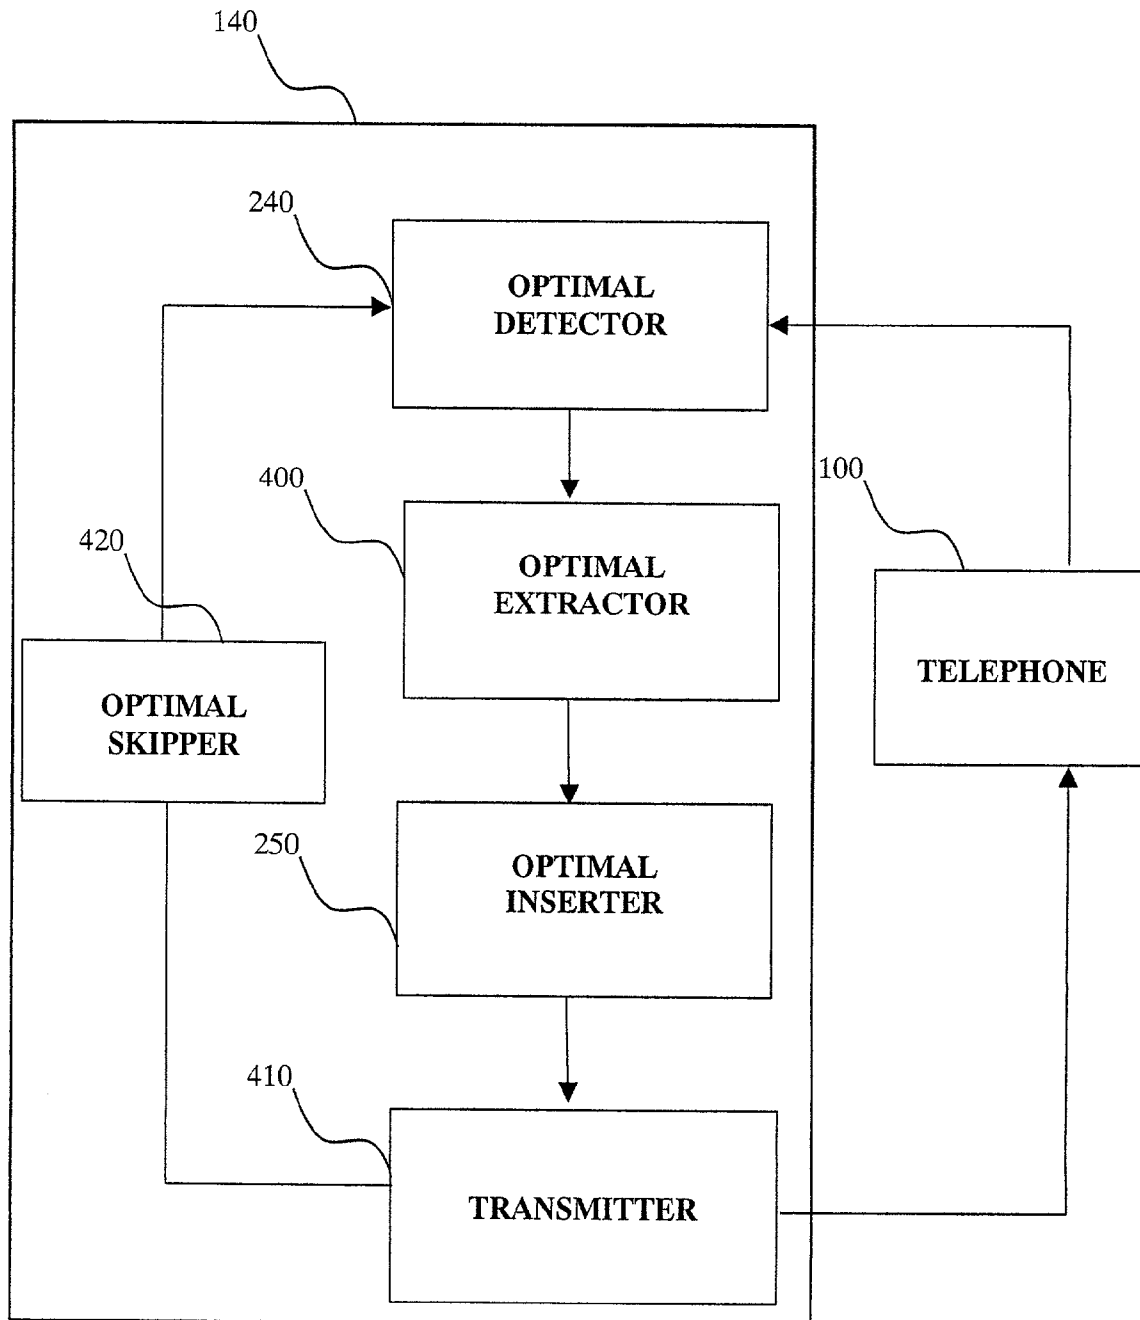 140
240
OPTIMAL
DETECTOR
400
100
OPTIMAL
EXTRACTOR
420
TELEPHONE
OPTIMAL
SKIPPER
250
OPTIMAL
INSERTER
410
TRANSMITTER